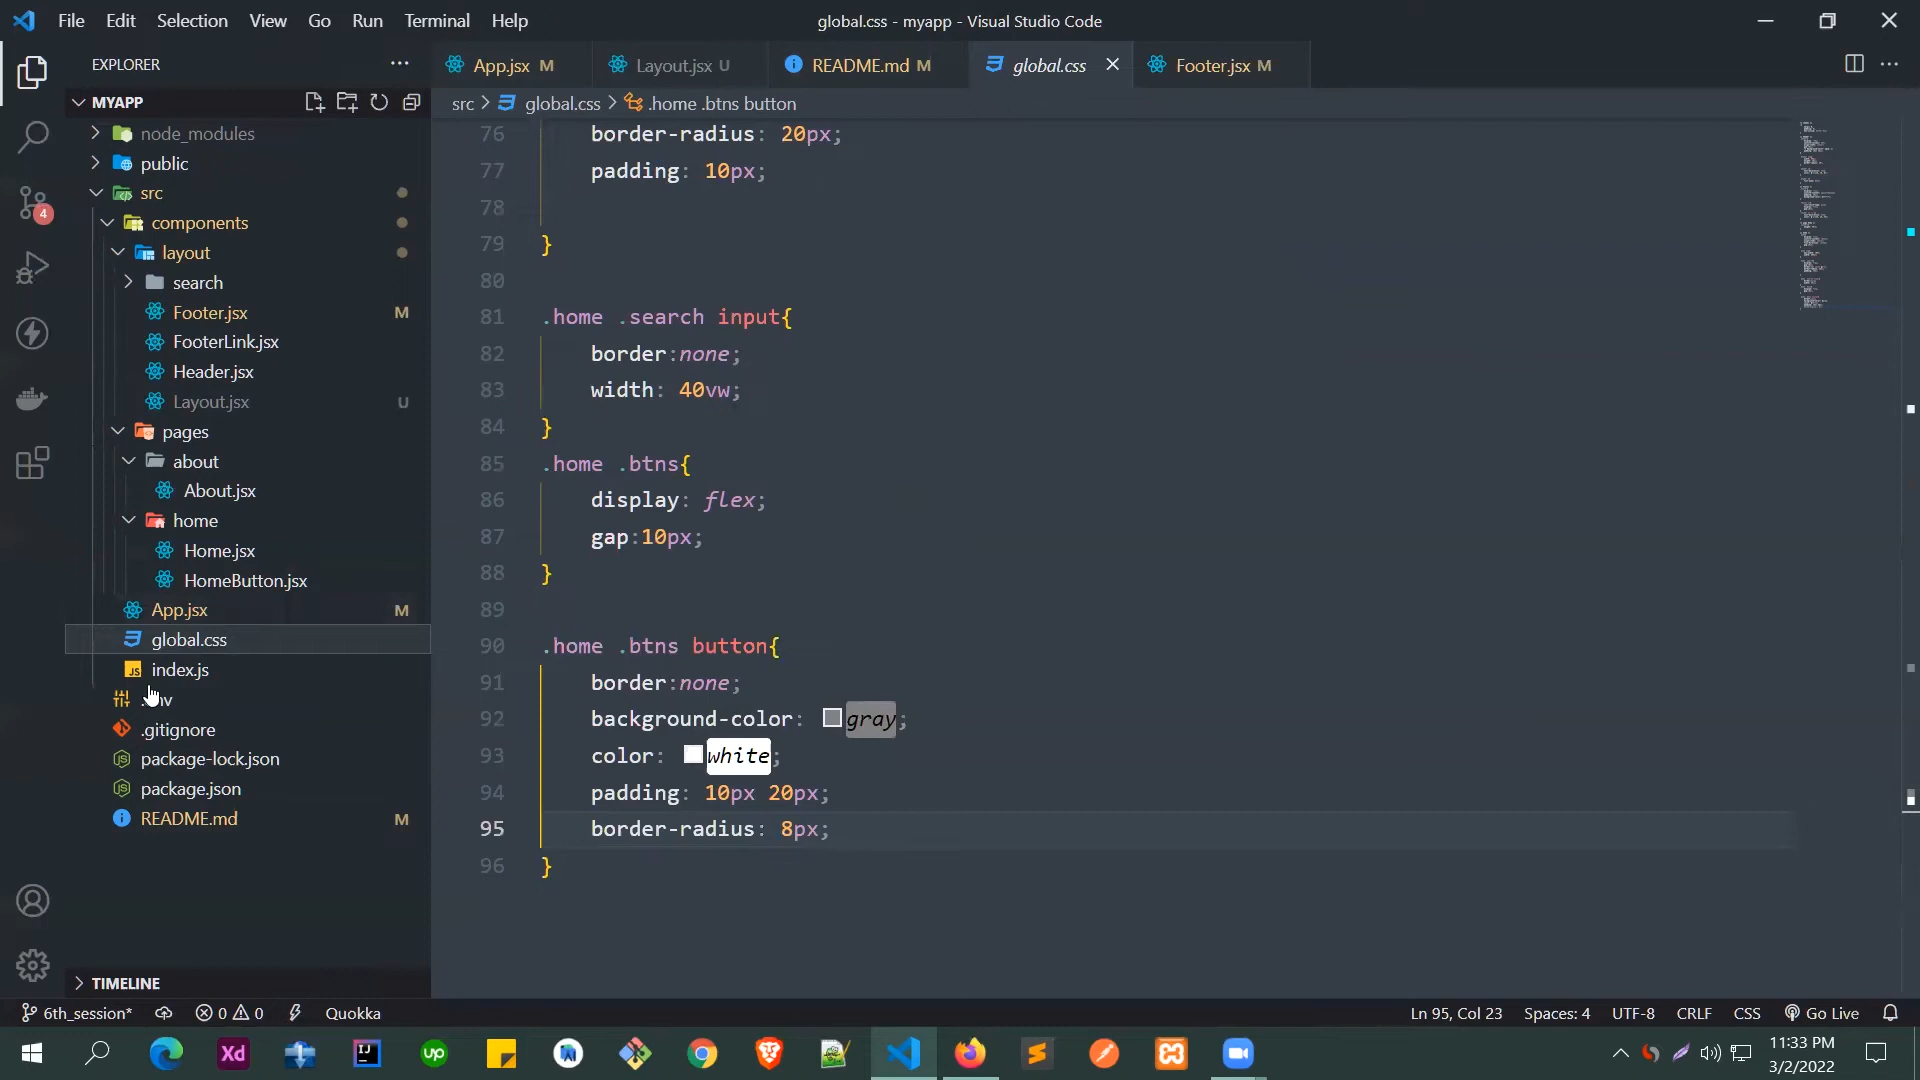 File Edit Selection View Go Run Terminal Help
global.css - myapp - Visual Studio Code
EXPLORER
MYAPP
node_modules
public
src
components
layout
search
Footer.jsx M
FooterLink.jsx
Header.jsx
Layout.jsx U
pages
about
About.jsx
home
Home.jsx
HomeButton.jsx
App.jsx M
global.css
index.js
.gitignore
package-lock.json
package.json
README.md M
TIMELINE
4
App.jsx M Layout.jsx U README.md M global.css Footer.jsx M
src > global.css > .home .btns button
76 border-radius: 20px;
77 padding: 10px;
78
79 }
80
81 .home .search input{
82 border:none;
83 width: 40vw;
84 }
85 .home .btns{
86 display: flex;
87 gap:10px;
88 }
89
90 .home .btns button{
91 border:none;
92 background-color: gray;
93 color: white;
94 padding: 10px 20px;
95 border-radius: 8px;
96 }
6th_session* 0 0 Quokka
Ln 95, Col 23 Spaces: 4 UTF-8 CRLF CSS Go Live
Xd
IJ
up
11:33 PM
3/2/2022